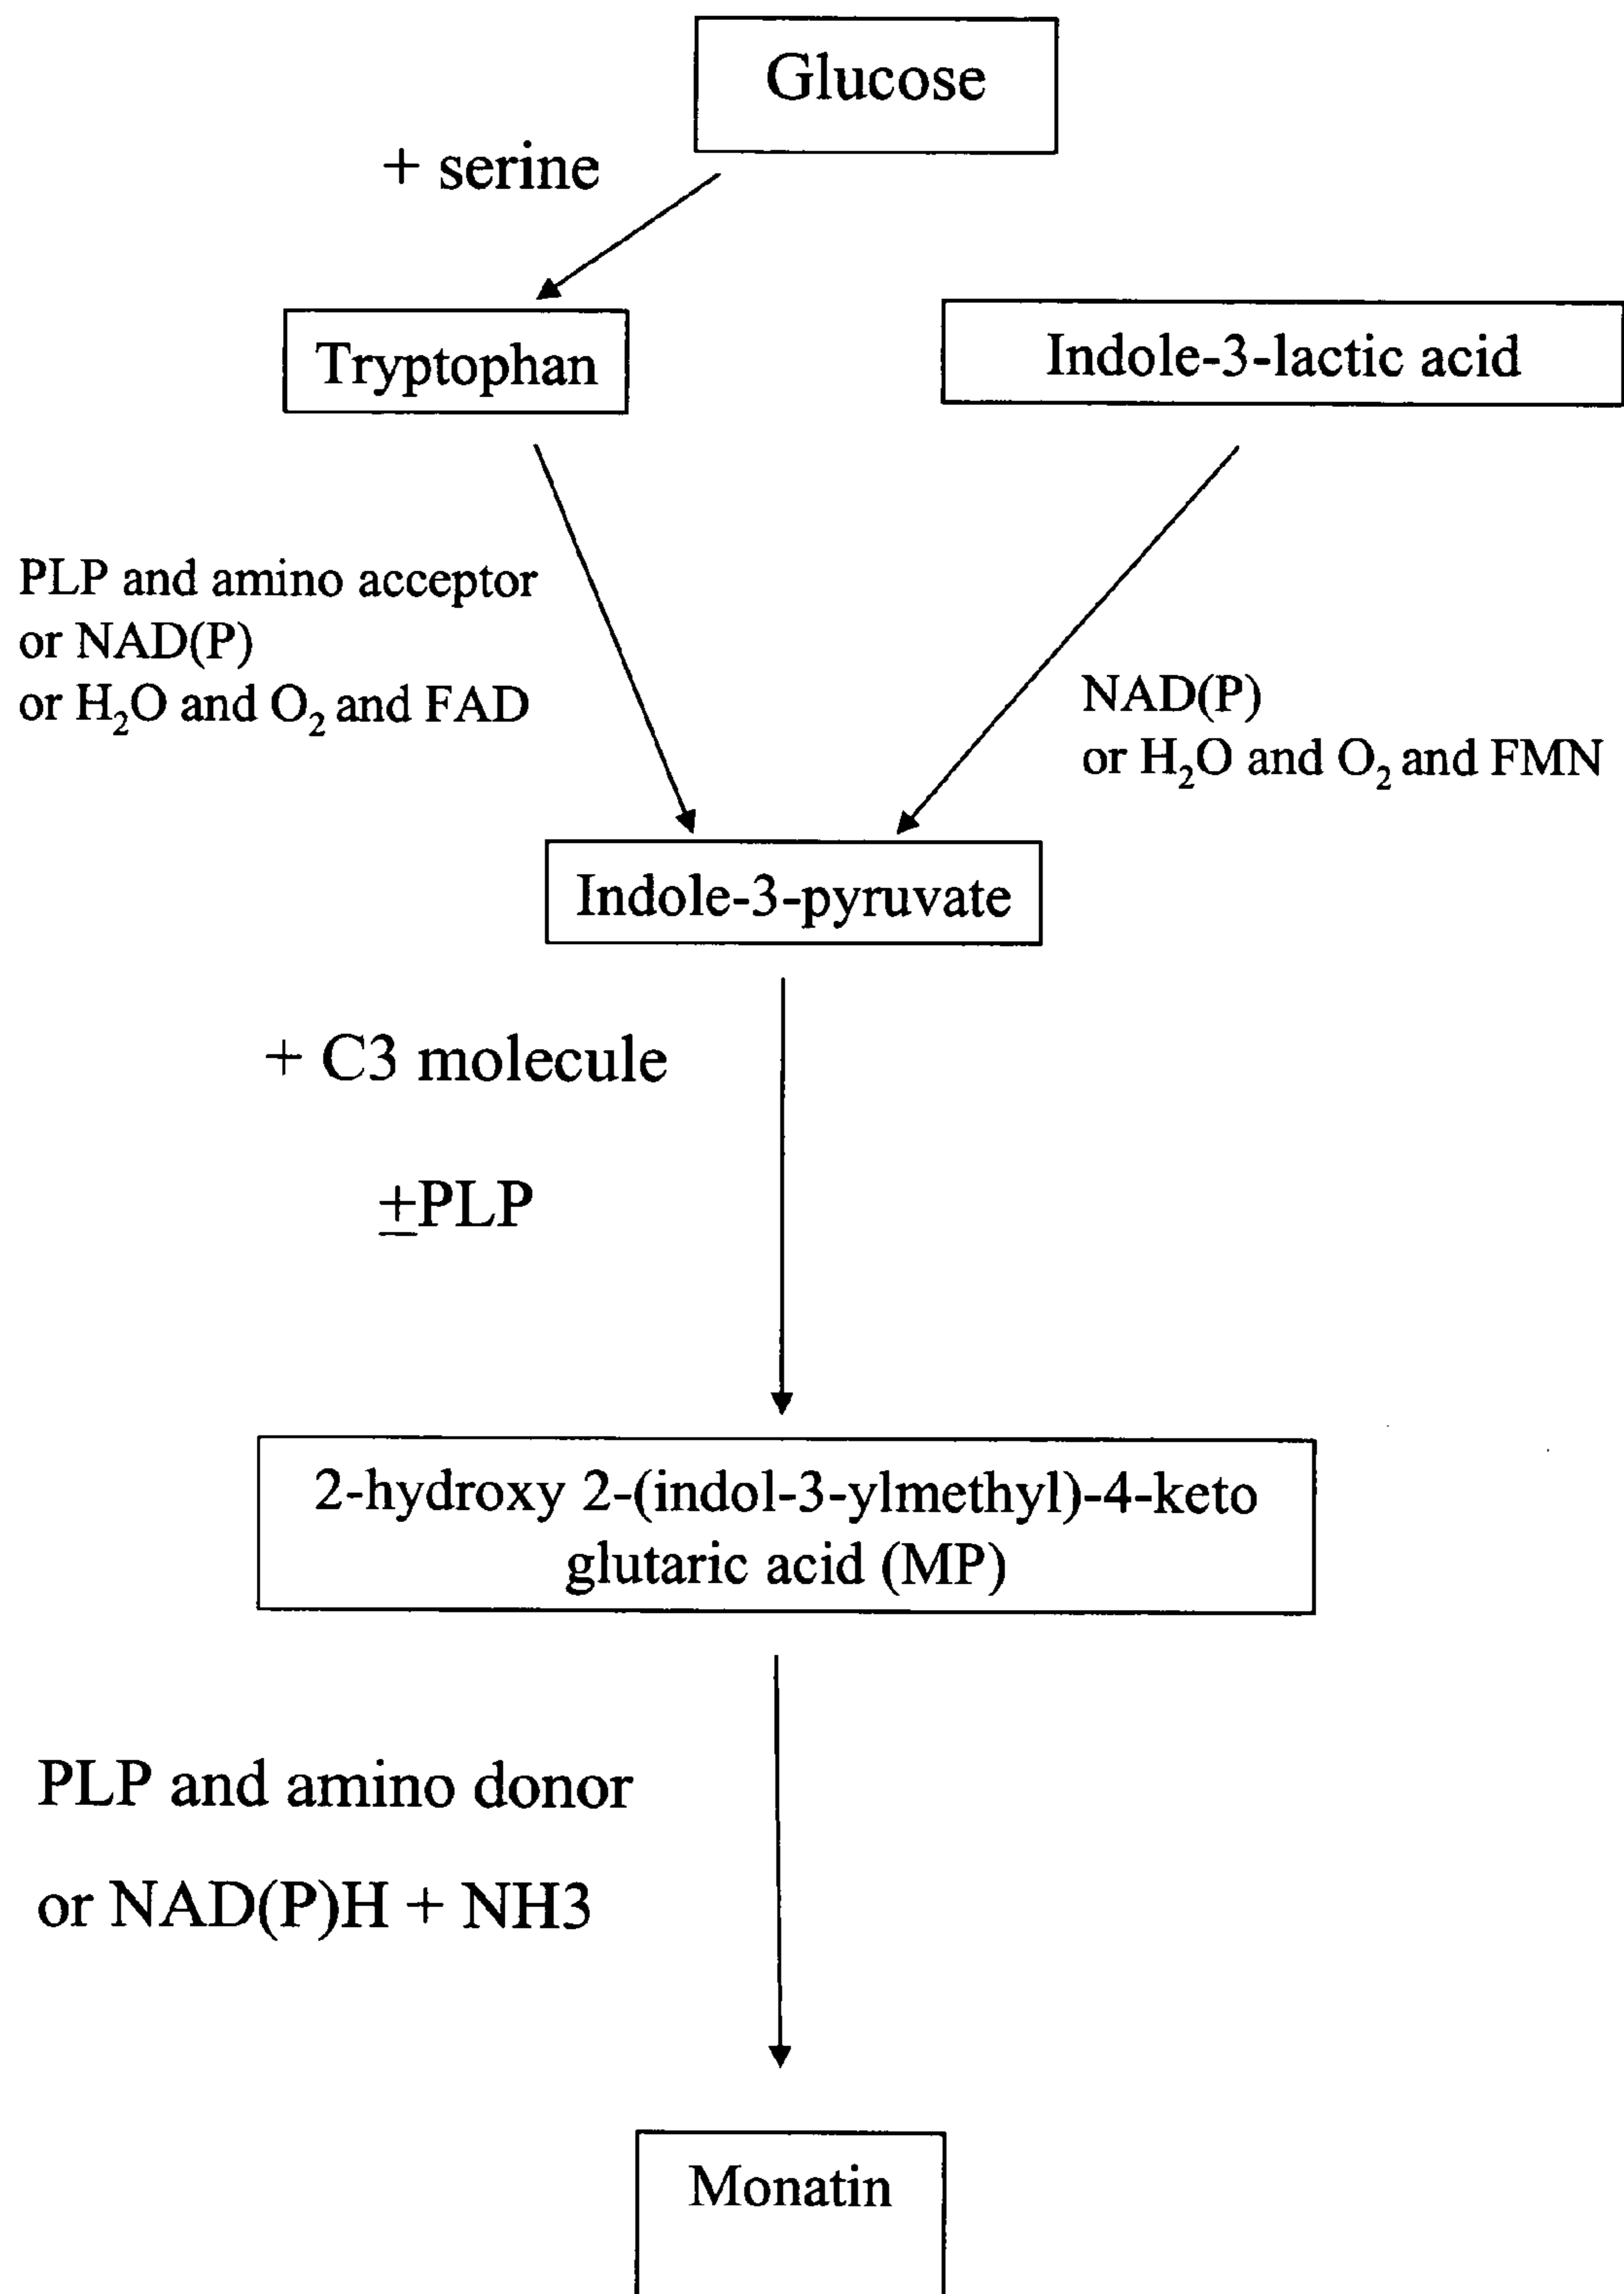 Glucose
+ serine
Tryptophan
Indole-3-lactic acid
PLP and amino acceptor
or NAD(P)
or H₂O and O₂ and FAD
NAD(P)
or H₂O and O₂ and FMN
Indole-3-pyruvate
+ C3 molecule
±PLP
2-hydroxy 2-(indol-3-ylmethyl)-4-keto
glutaric acid (MP)
PLP and amino donor
or NAD(P)H + NH3
Monatin